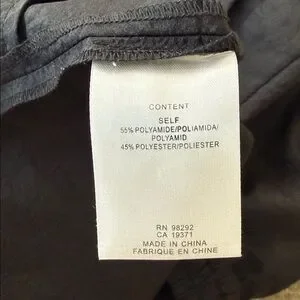 CONTENT
SELF
55% POLYAMIDE/POLIAMIDA/
POLYAMID
45% POLYESTER/POLIESTER
RN 98292
CA 19371
MADE IN CHINA
FABRIQUE EN CHINE